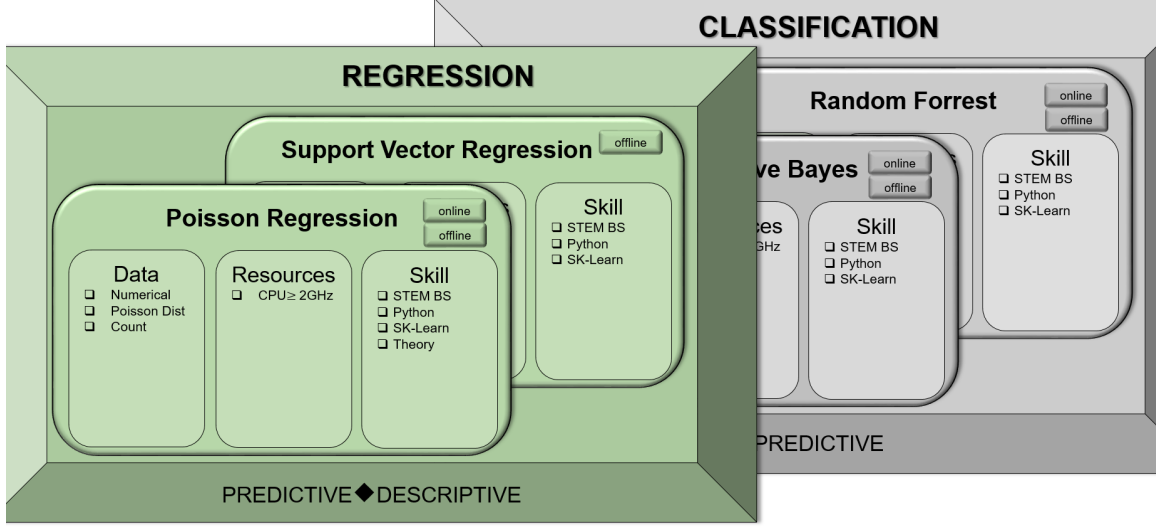 CLASSIFICATION
REGRESSION
Random Forrest
online
offline
Skill
❑ STEM BS
❑ Python
❑ SK-Learn
Bayes
online
offline
GHz
Skill
❑ STEM BS
❑ Python
❑ SK-Learn
PREDICTIVE
Support Vector Regression
offline
Skill
❑ STEM BS
❑ Python
❑ SK-Learn
Poisson Regression
online
offline
Data
❑ Numerical
❑ Poisson Dist
❑ Count
Resources
❑ CPU≥ 2GHz
Skill
❑ STEM BS
❑ Python
❑ SK-Learn
❑ Theory
PREDICTIVE◆DESCRIPTIVE